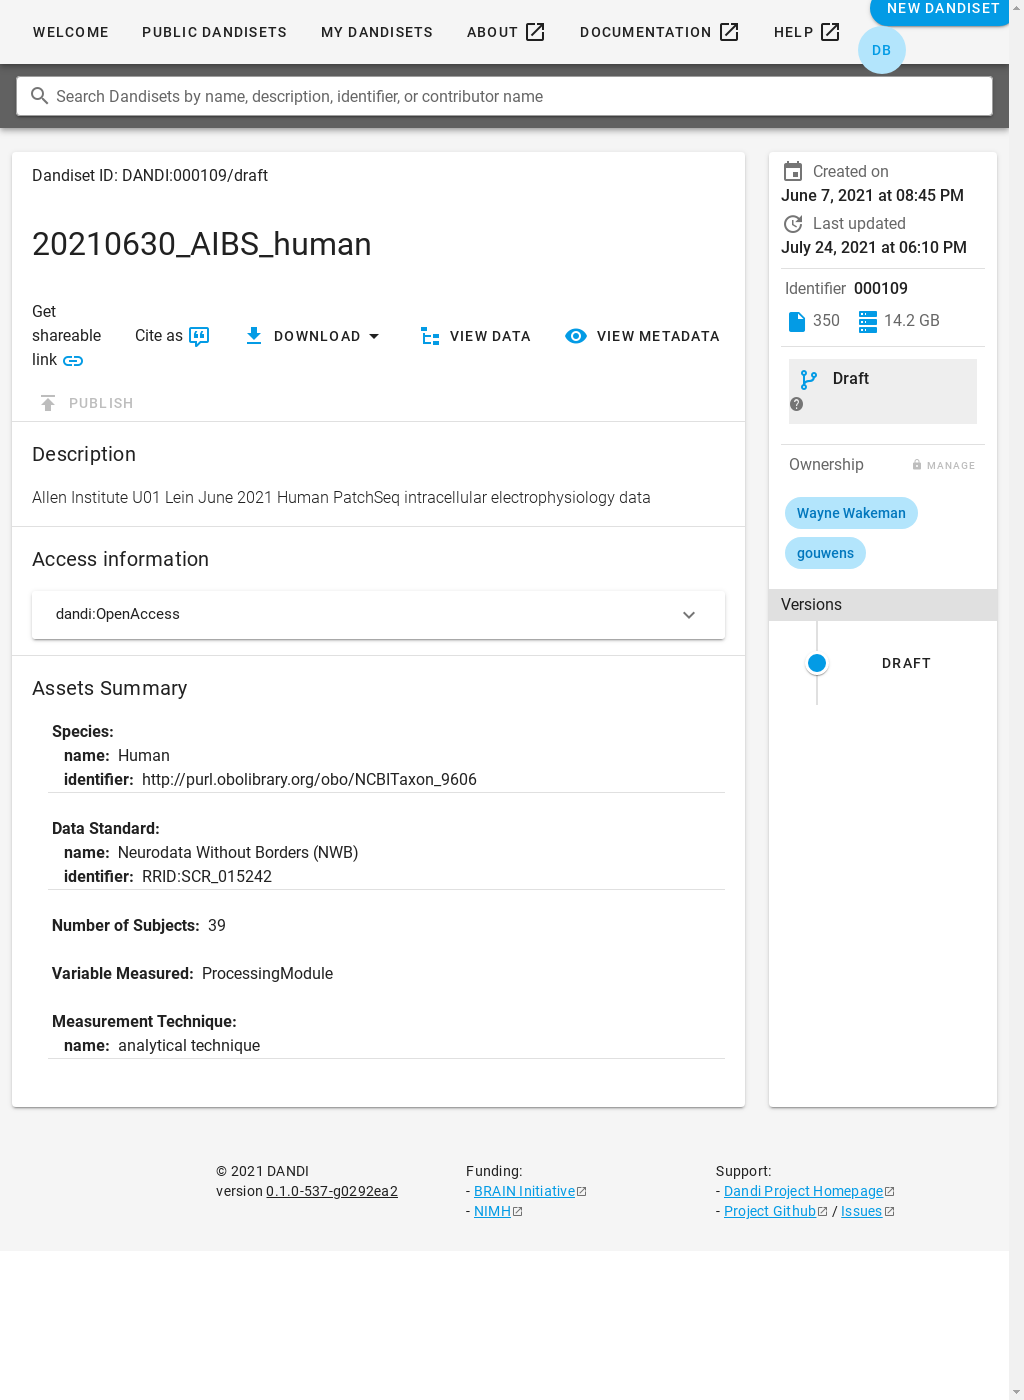 WELCOME PUBLIC DANDISETS MY DANDISETS ABOUT DOCUMENTATION HELP NEW DANDISET
DB
Search Dandisets by name, description, identifier, or contributor name
Dandiset ID: DANDI:000109/draft
20210630_AIBS_human
Get
shareable
link
Cite as
DOWNLOAD
VIEW DATA
VIEW METADATA
PUBLISH
Description
Allen Institute U01 Lein June 2021 Human PatchSeq intracellular electrophysiology data
Access information
dandi:OpenAccess
Assets Summary
Species:
name: Human
identifier: http://purl.obolibrary.org/obo/NCBITaxon_9606
Data Standard:
name: Neurodata Without Borders (NWB)
identifier: RRID:SCR_015242
Number of Subjects: 39
Variable Measured: ProcessingModule
Measurement Technique:
name: analytical technique
Created on
June 7, 2021 at 08:45 PM
Last updated
July 24, 2021 at 06:10 PM
Identifier 000109
350 14.2 GB
Draft
Ownership MANAGE
Wayne Wakeman
gouwens
Versions
DRAFT
© 2021 DANDI
version 0.1.0-537-g0292ea2
Funding:
- BRAIN Initiative
- NIMH
Support:
- Dandi Project Homepage
- Project Github / Issues